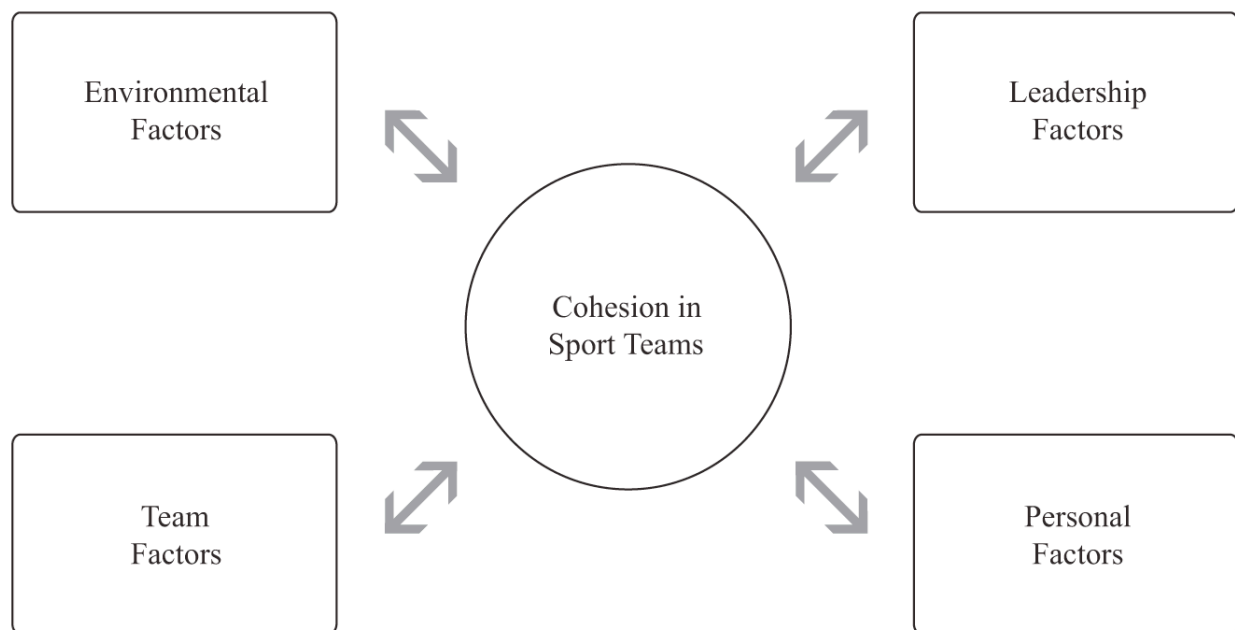 Environmental
Factors
Leadership
Factors
Cohesion in
Sport Teams
Team
Factors
Personal
Factors